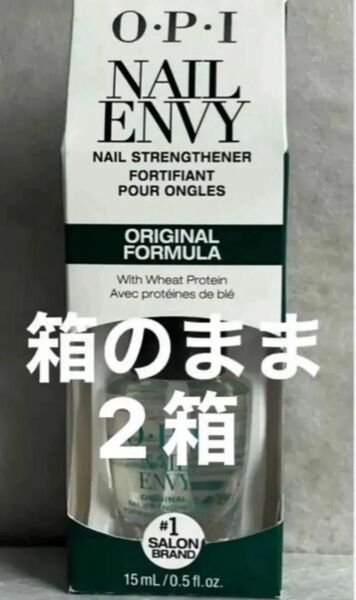 O·P·I
NAIL
ENVY
NAIL STRENGTHENER
FORTIFIANT
POUR ONGLES
ORIGINAL
FORMULA
With Wheat Protein
Avec protéines de blé
箱のまま
2箱
O·P·I
NAIL
ENVY
ORIGINAL
#1
SALON
BRAND
15 mL/0.5 fl.oz.